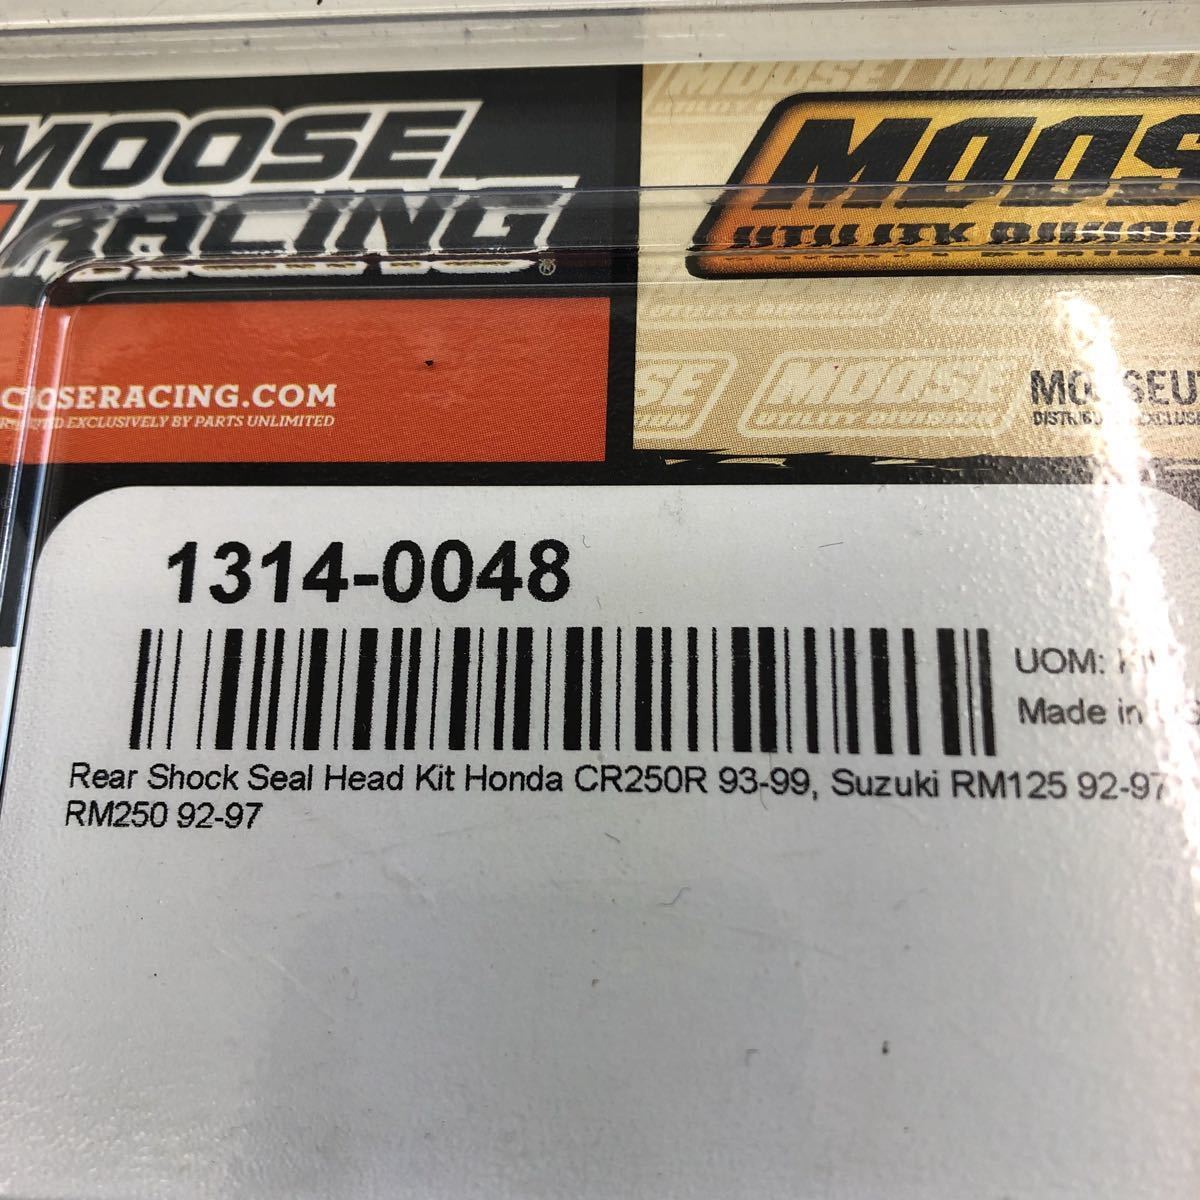 MOOSE MOOSE
MOOSE
RACING®
UTILITY DIVISION
MOOSERACING.COM
EXCLUSIVELY BY PARTS UNLIMITED
MOOSE
UTILITY DIVISION
1314-0048
UOM:
Made in
Rear Shock Seal Head Kit Honda CR250R 93-99, Suzuki RM125 92-97
RM250 92-97